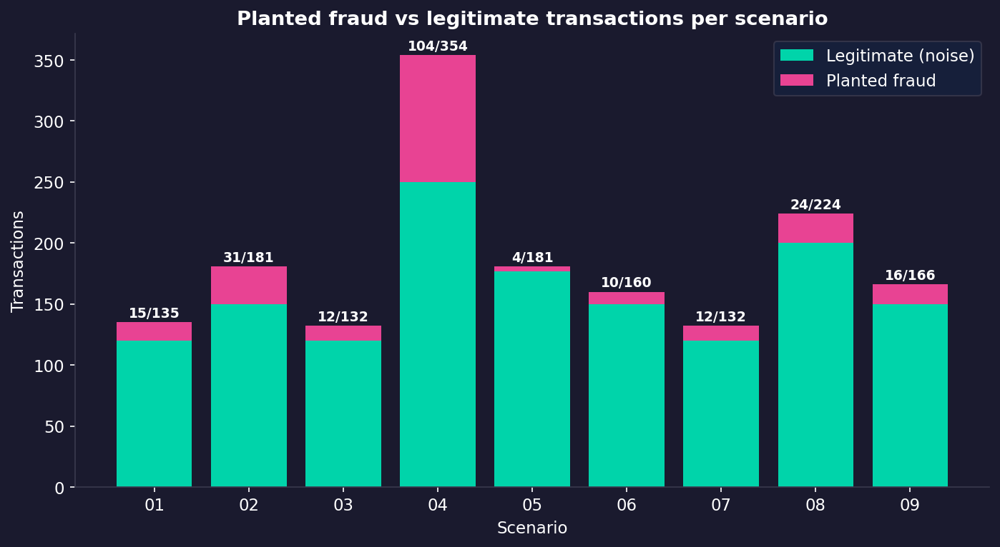 Planted fraud vs legitimate transactions per scenario
Legitimate (noise)
Planted fraud
Transactions
350
300
250
200
150
100
50
0
15/135
31/181
12/132
104/354
4/181
10/160
12/132
24/224
16/166
01 02 03 04 05 06 07 08 09
Scenario